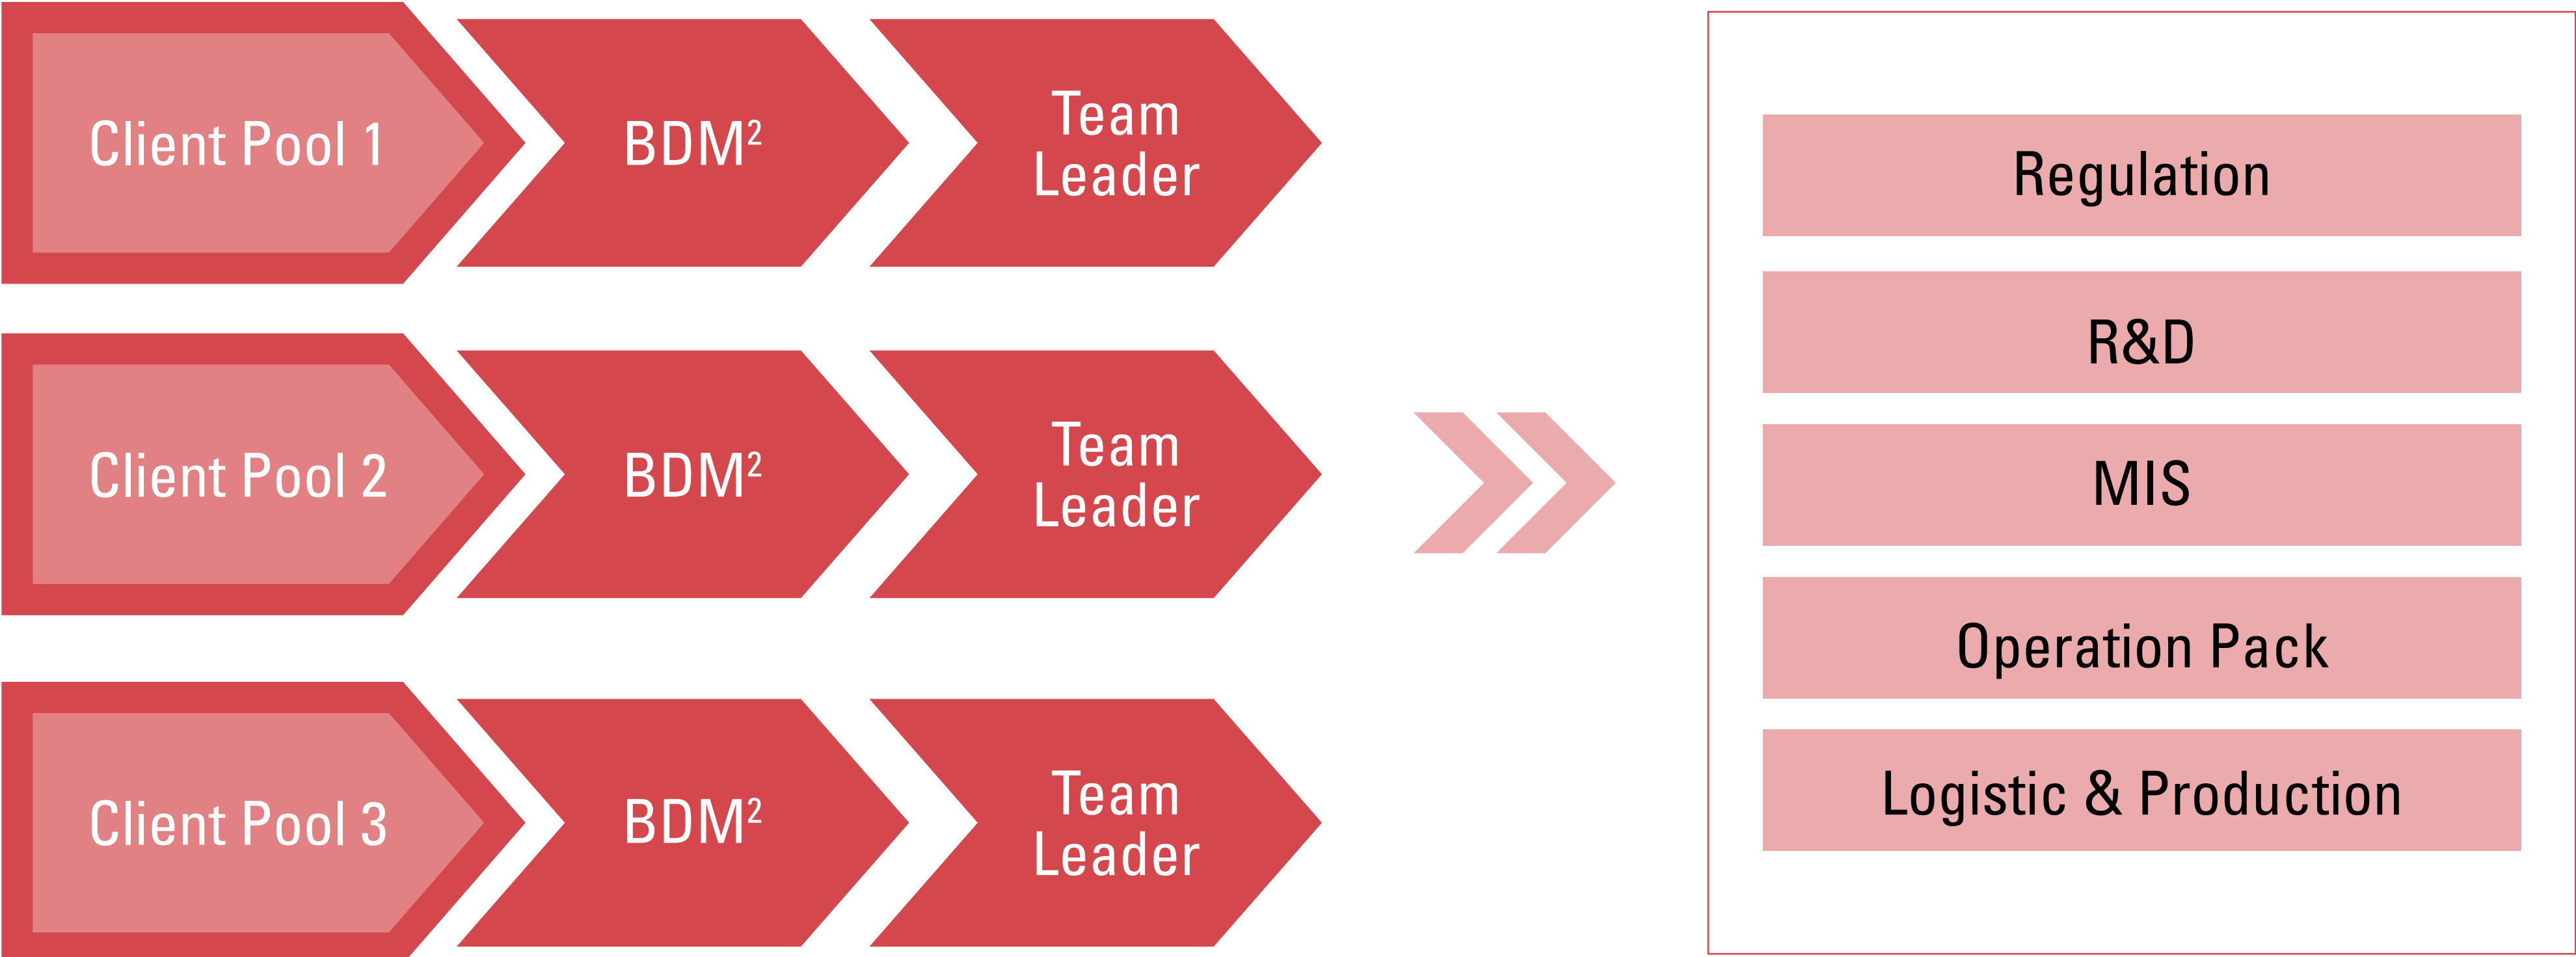 Client Pool 1
BDM²
Team
Leader
Client Pool 2
BDM²
Team
Leader
Client Pool 3
BDM²
Team
Leader
Regulation
R&D
MIS
Operation Pack
Logistic & Production